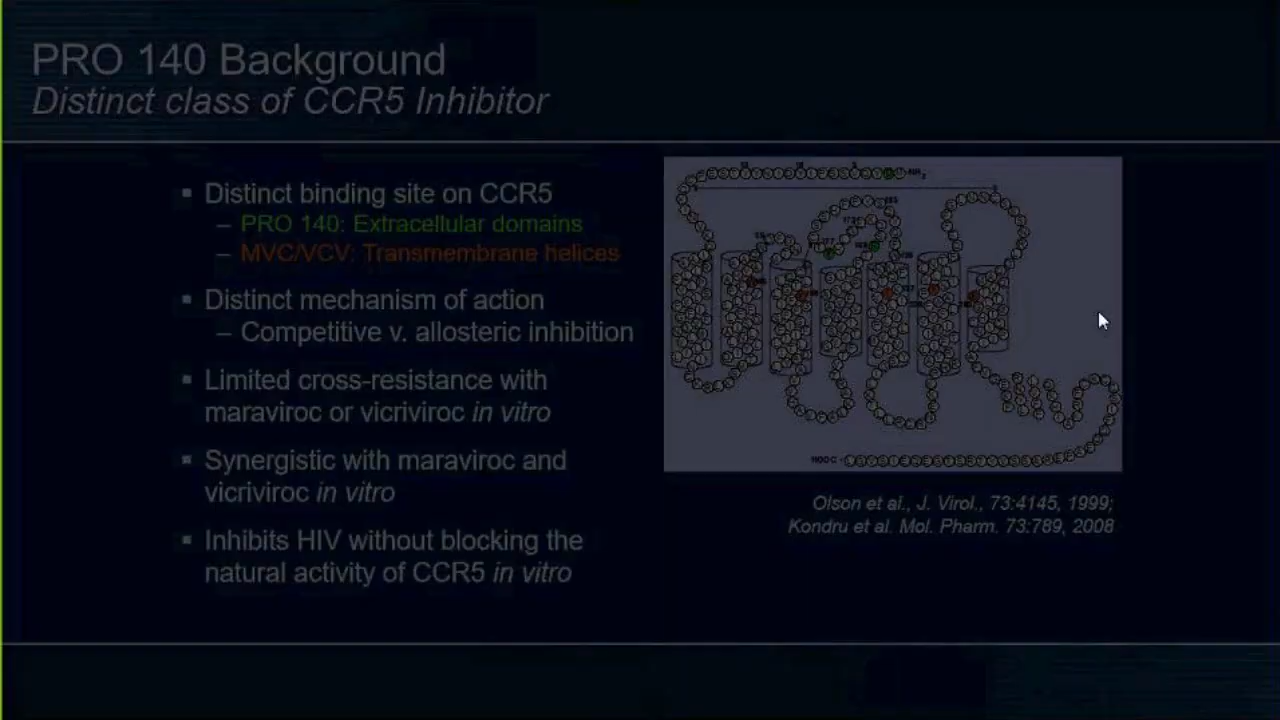 PRO 140 Background
Distinct class of CCR5 Inhibitor
▪ Distinct binding site on CCR5
– PRO 140: Extracellular domains
– MVC/VCV: Transmembrane helices
▪ Distinct mechanism of action
– Competitive v. allosteric inhibition
▪ Limited cross-resistance with
maraviroc or vicriviroc in vitro
▪ Synergistic with maraviroc and
vicriviroc in vitro
▪ Inhibits HIV without blocking the
natural activity of CCR5 in vitro
HOOC
Olson et al., J. Virol., 73:4145, 1999;
Kondru et al. Mol. Pharm. 73:789, 2008